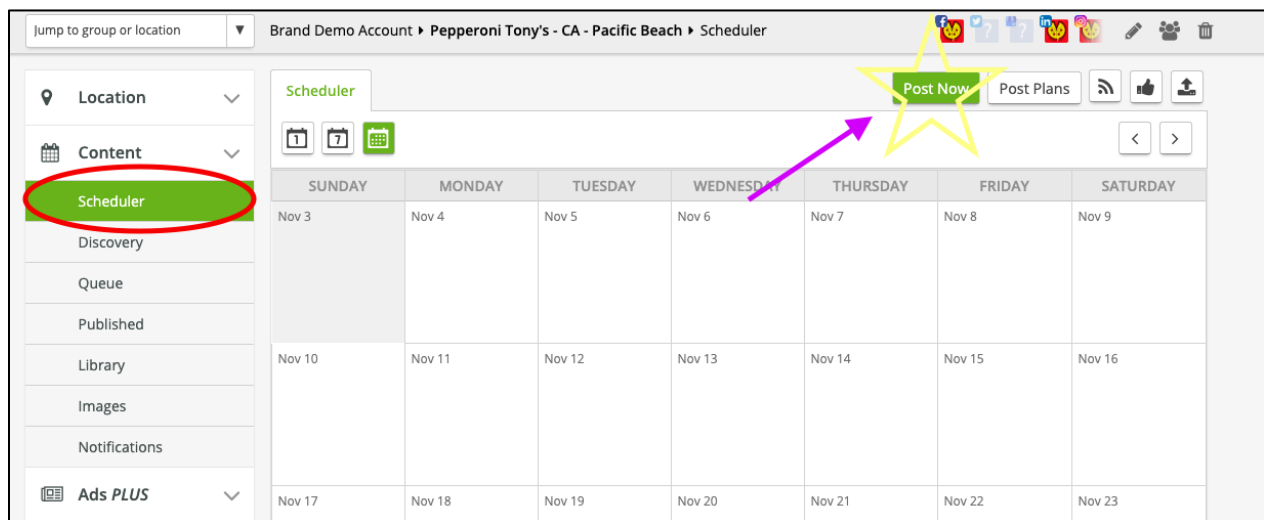 Jump to group or location
Brand Demo Account ▸ Pepperoni Tony's - CA - Pacific Beach ▸ Scheduler
Location
Scheduler
Post Now
Post Plans
Content
1 7
Scheduler
SUNDAY MONDAY TUESDAY WEDNESDAY THURSDAY FRIDAY SATURDAY
Nov 3 Nov 4 Nov 5 Nov 6 Nov 7 Nov 8 Nov 9
Discovery
Queue
Published
Library
Nov 10 Nov 11 Nov 12 Nov 13 Nov 14 Nov 15 Nov 16
Images
Notifications
Ads PLUS
Nov 17 Nov 18 Nov 19 Nov 20 Nov 21 Nov 22 Nov 23